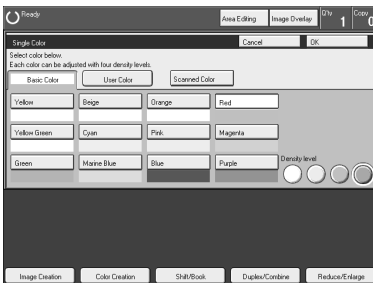 Ready Area Editing Image Overlay Q'ty 1 Copy 0
Single Color Cancel OK
Select color below.
Each color can be adjusted with four density levels.
Basic Color User Color Scanned Color
Yellow Beige Orange Red
Yellow Green Cyan Pink Magenta
Green Marine Blue Blue Purple
Density level
Image Creation Color Creation Shift/Book Duplex/Combine Reduce/Enlarge